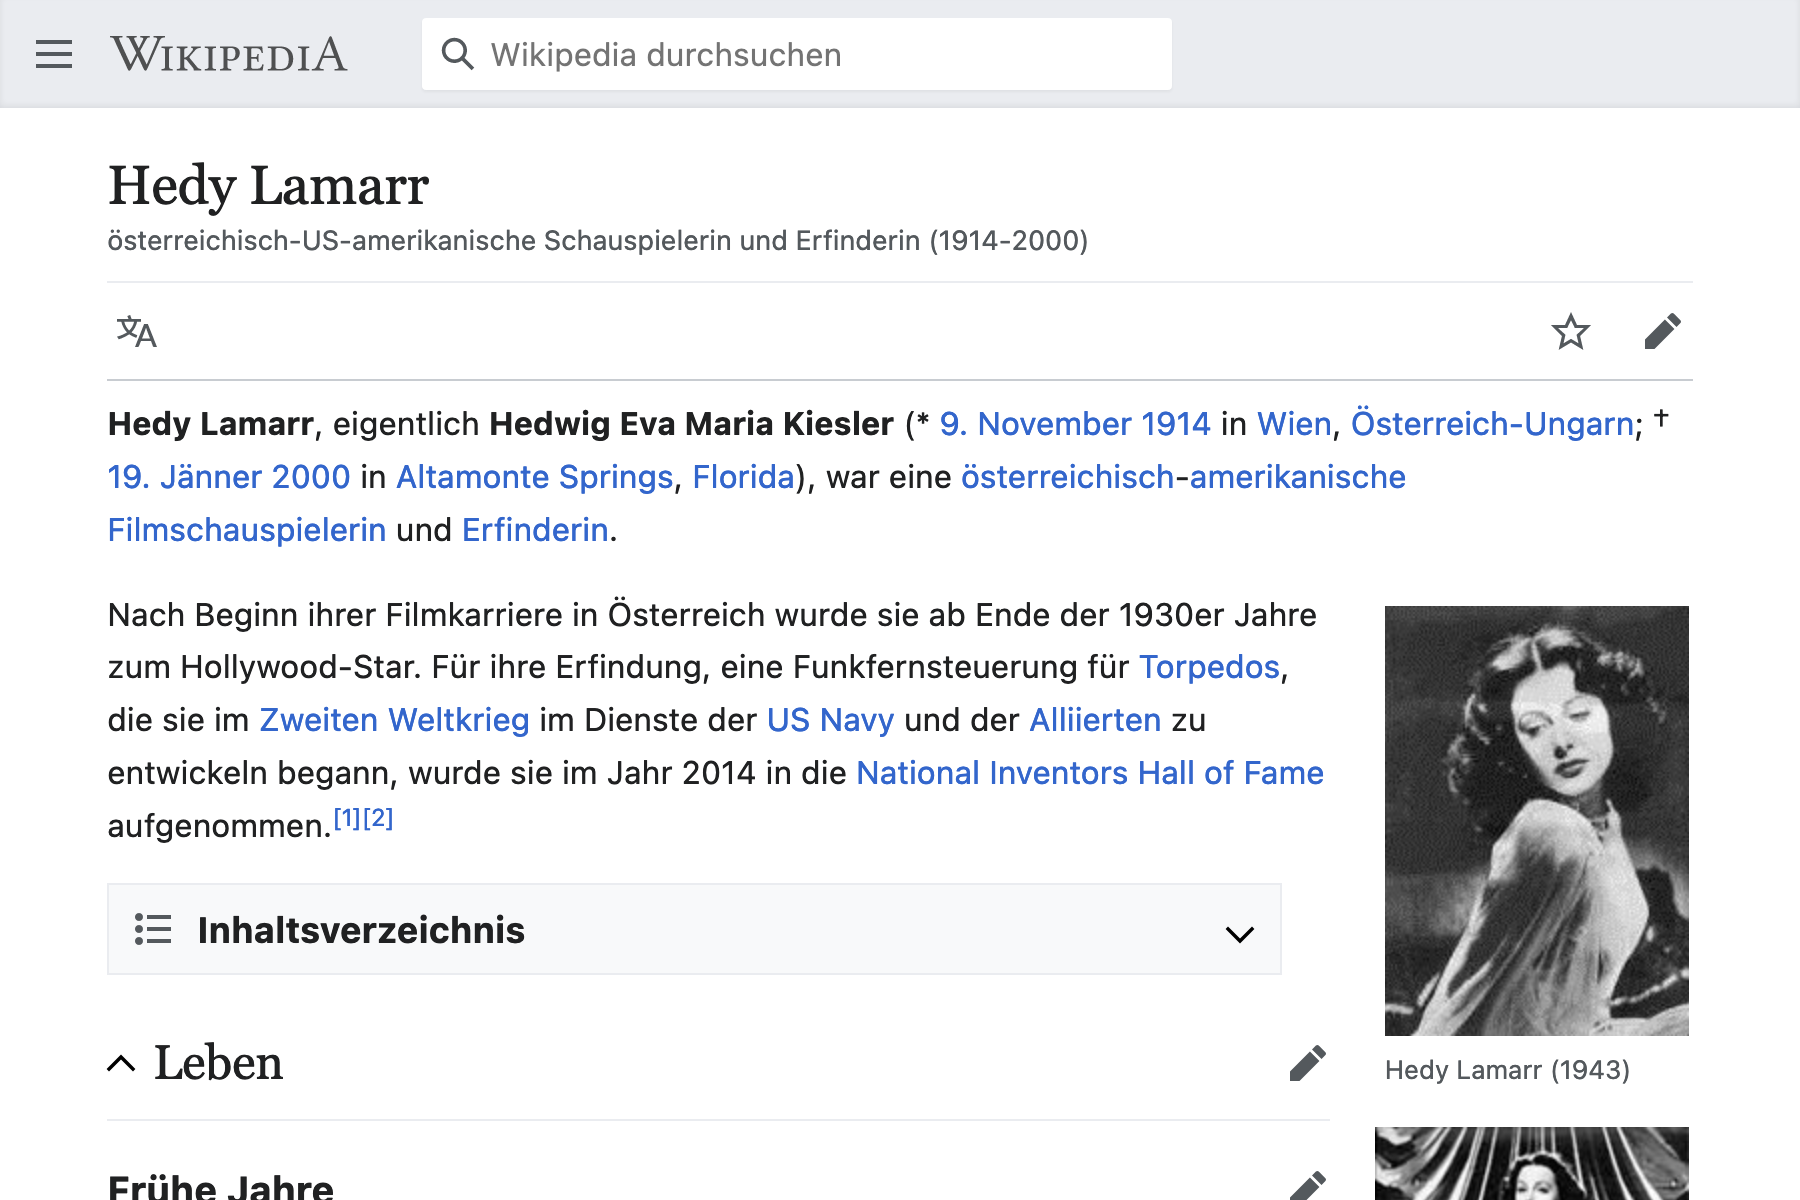 WIKIPEDIA
Wikipedia durchsuchen
Hedy Lamarr
österreichisch-US-amerikanische Schauspielerin und Erfinderin (1914-2000)
Hedy Lamarr, eigentlich Hedwig Eva Maria Kiesler (* 9. November 1914 in Wien, Österreich-Ungarn; †
19. Jänner 2000 in Altamonte Springs, Florida), war eine österreichisch-amerikanische
Filmschauspielerin und Erfinderin.
Nach Beginn ihrer Filmkarriere in Österreich wurde sie ab Ende der 1930er Jahre
zum Hollywood-Star. Für ihre Erfindung, eine Funkfernsteuerung für Torpedos,
die sie im Zweiten Weltkrieg im Dienste der US Navy und der Alliierten zu
entwickeln begann, wurde sie im Jahr 2014 in die National Inventors Hall of Fame
aufgenommen.[1][2]
Inhaltsverzeichnis
Leben
Hedy Lamarr (1943)
Frühe Jahre